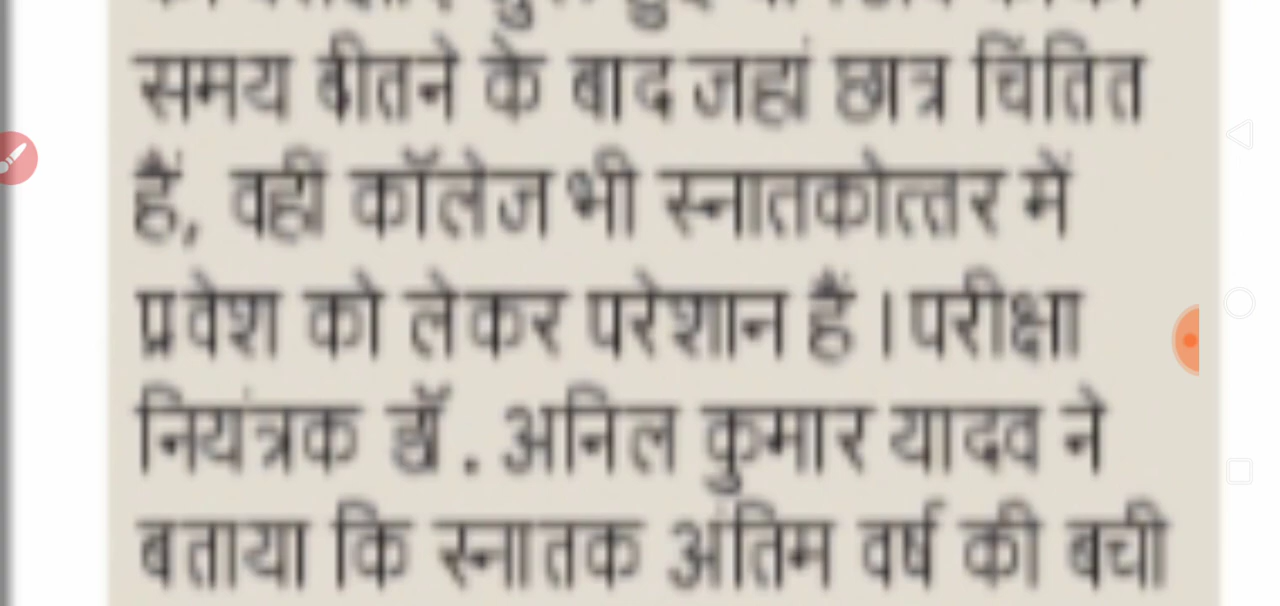 समय बीतने के बाद जहां छात्र चिंतित
हैं, वहीं कॉलेज भी स्नातकोत्तर में
प्रवेश को लेकर परेशान हैं। परीक्षा
नियंत्रक डॉ. अनिल कुमार यादव ने
बताया कि स्नातक अंतिम वर्ष की बची